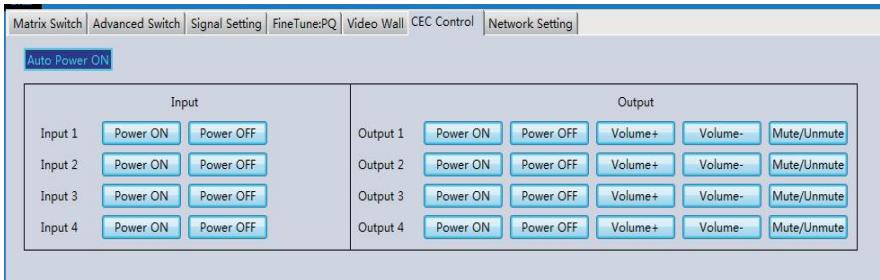 Matrix Switch Advanced Switch Signal Setting FineTune:PQ Video Wall CEC Control Network Setting
Auto Power ON
Input Output
Input 1 Power ON Power OFF Output 1 Power ON Power OFF Volume+ Volume- Mute/Unmute
Input 2 Power ON Power OFF Output 2 Power ON Power OFF Volume+ Volume- Mute/Unmute
Input 3 Power ON Power OFF Output 3 Power ON Power OFF Volume+ Volume- Mute/Unmute
Input 4 Power ON Power OFF Output 4 Power ON Power OFF Volume+ Volume- Mute/Unmute